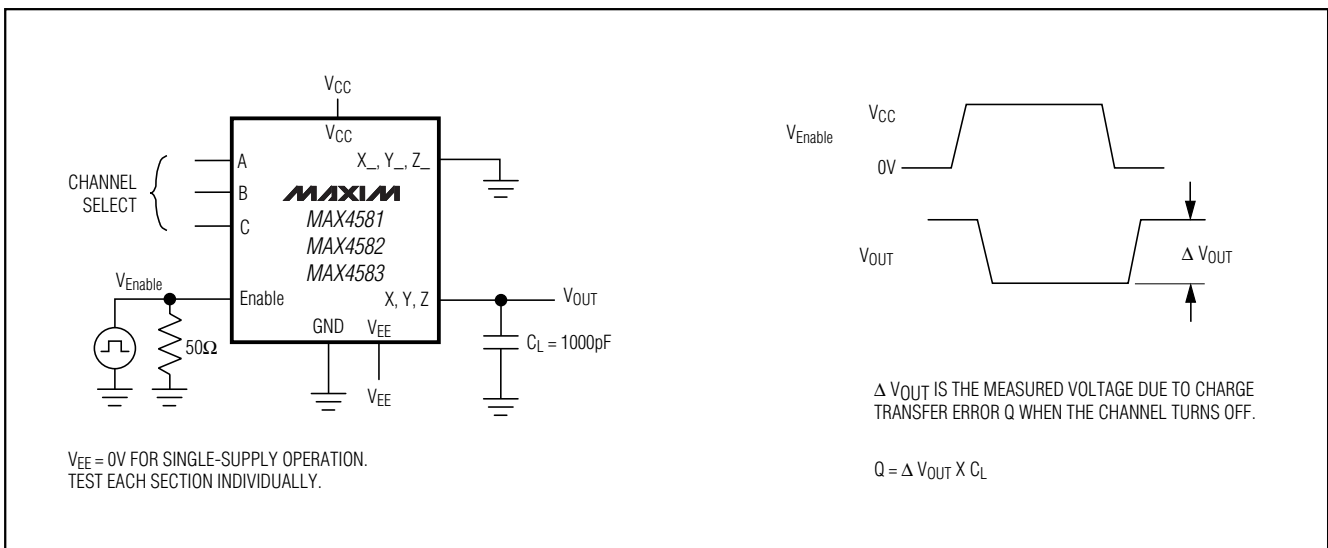 VCC
VCC
A
B
C
CHANNEL
SELECT
X_, Y_, Z_
MAXIM
MAX4581
MAX4582
MAX4583
VEnable
Enable
X, Y, Z
VOUT
50Ω
GND
VEE
CL = 1000pF
VEE
VEE = 0V FOR SINGLE-SUPPLY OPERATION.
TEST EACH SECTION INDIVIDUALLY.
VEnable
VCC
0V
VOUT
Δ VOUT
Δ VOUT IS THE MEASURED VOLTAGE DUE TO CHARGE
TRANSFER ERROR Q WHEN THE CHANNEL TURNS OFF.
Q = Δ VOUT X CL